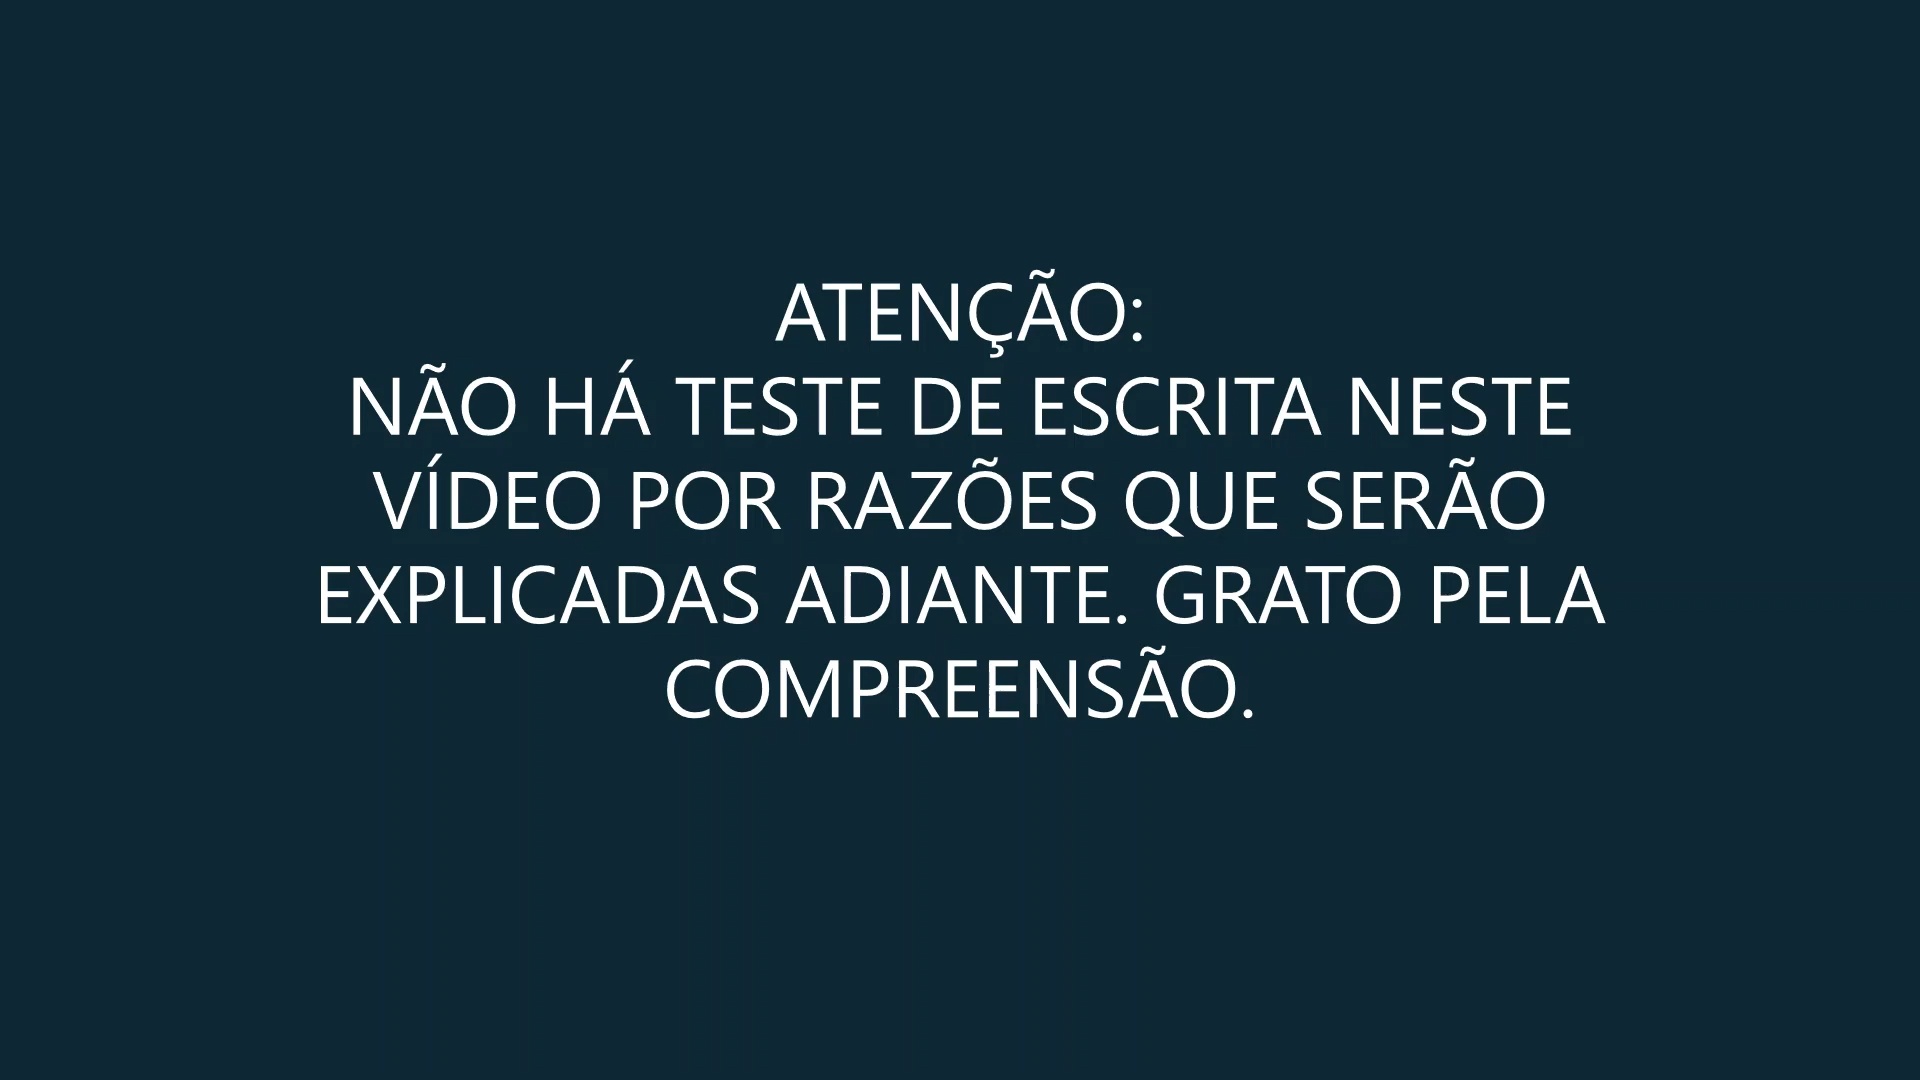 ATENÇÃO:
NÃO HÁ TESTE DE ESCRITA NESTE
VÍDEO POR RAZÕES QUE SERÃO
EXPLICADAS ADIANTE. GRATO PELA
COMPREENSÃO.